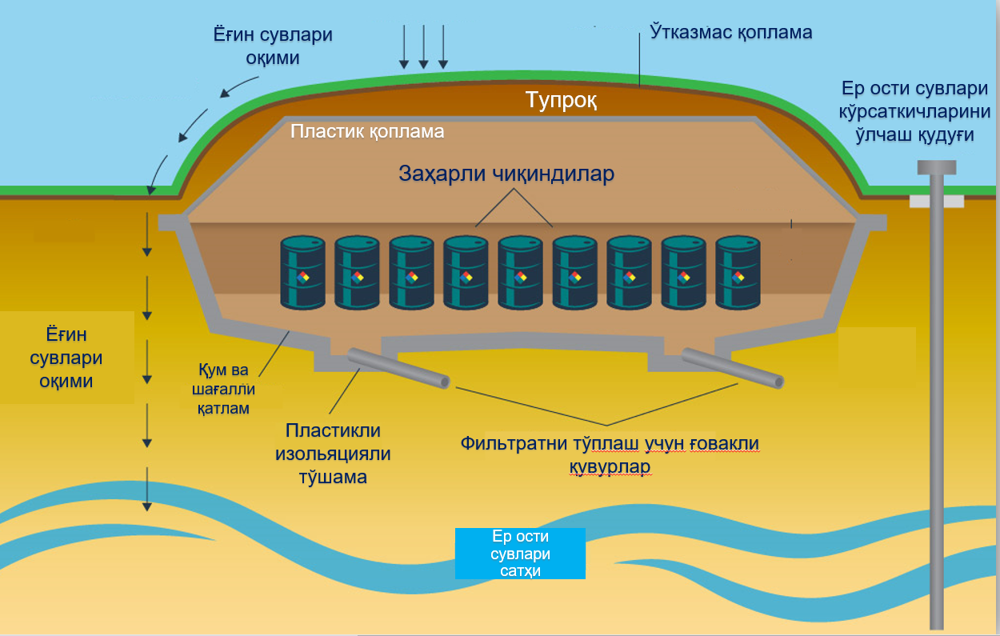 Ёғин сувлари
оқими
Ўтказмас қоплама
Ер ости сувлари
кўрсаткичларини
ўлчаш қудуғи
Тупроқ
Пластик қоплама
Заҳарли чиқиндилар
Ёғин
сувлари
оқими
Қум ва
шағалли
қатлам
Пластикли
изольяцияли
тўшама
Фильтратни тўплаш учун ғовакли
қувурлар
Ер ости
сувлари
сатҳи